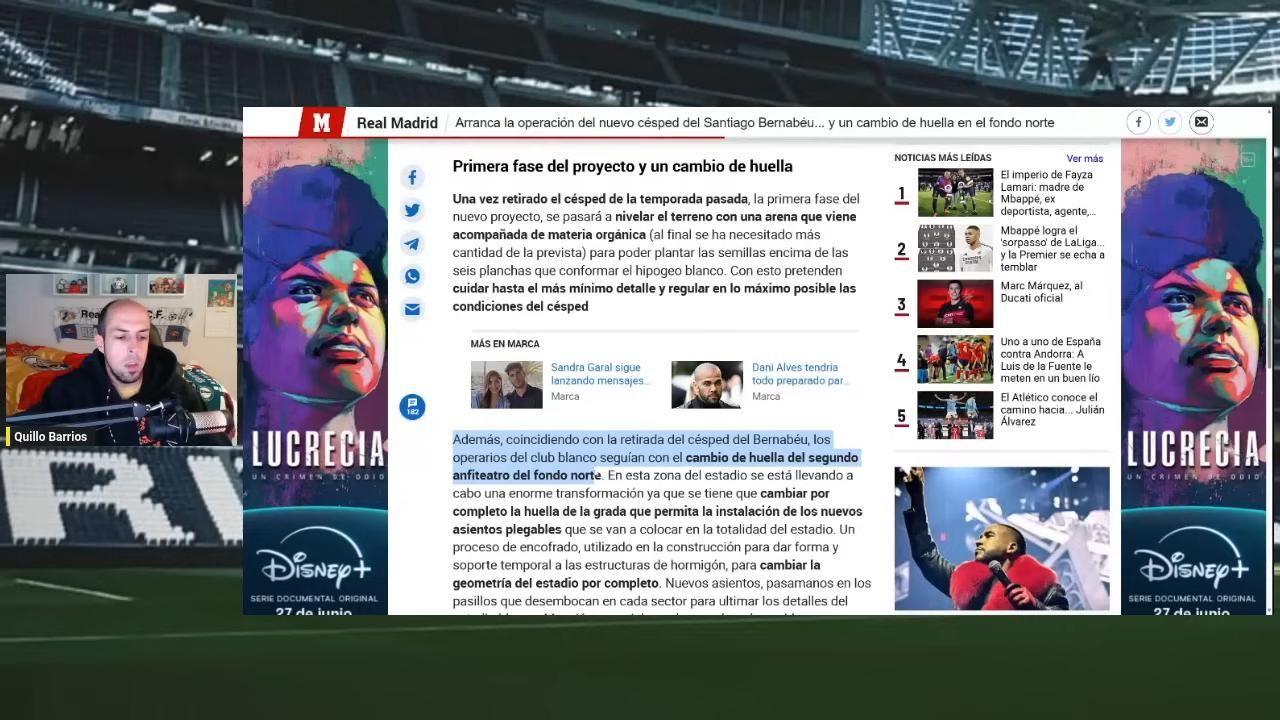 M
Real Madrid
Arranca la operación del nuevo césped del Santiago Bernabéu... y un cambio de huella en el fondo norte
Primera fase del proyecto y un cambio de huella
Una vez retirado el césped de la temporada pasada, la primera fase del
nuevo proyecto, se pasará a nivelar el terreno con una arena que viene
acompañada de materia orgánica (al final se ha necesitado más
cantidad de la prevista) para poder plantar las semillas encima de las
seis planchas que conformar el hipogeo blanco. Con esto pretenden
cuidar hasta el más mínimo detalle y regular en lo máximo posible las
condiciones del césped
MÁS EN MARCA
Sandra Garal sigue
lanzando mensajes...
Marca
Dani Alves tendría
todo preparado par...
Marca
182
Además, coincidiendo con la retirada del césped del Bernabéu, los
operarios del club blanco seguían con el cambio de huella del segundo
anfiteatro del fondo norte. En esta zona del estadio se está llevando a
cabo una enorme transformación ya que se tiene que cambiar por
completo la huella de la grada que permita la instalación de los nuevos
asientos plegables que se van a colocar en la totalidad del estadio. Un
proceso de encofrado, utilizado en la construcción para dar forma y
soporte temporal a las estructuras de hormigón, para cambiar la
geometría del estadio por completo. Nuevos asientos, pasamanos en los
pasillos que desembocan en cada sector para ultimar los detalles del
NOTICIAS MÁS LEÍDAS
Ver más
1
El imperio de Fayza
Lamari: madre de
Mbappé, ex
deportista, agente,...
2
Mbappé logra el
'sorpasso' de LaLiga...
y la Premier se echa a
temblar
3
Marc Márquez, al
Ducati oficial
4
Uno a uno de España
contra Andorra: A
Luis de la Fuente le
meten en un buen lío
5
El Atlético conoce el
camino hacia... Julián
Álvarez
LUCRECIA
UN CRIMEN DE ODIO
Disney+
SERIE DOCUMENTAL ORIGINAL
27 de junio
16+
LUCRECIA
UN CRIMEN DE ODIO
Disney+
SERIE DOCUMENTAL ORIGINAL
27 de junio
Quillo Barrios